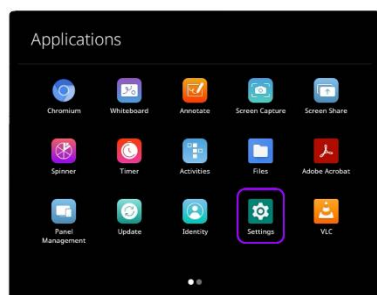 Applications
Chromium
Whiteboard
Annotate
Screen Capture
Screen Share
Spinner
Timer
Activities
Files
Adobe Acrobat
Panel
Management
Update
Identity
Settings
VLC